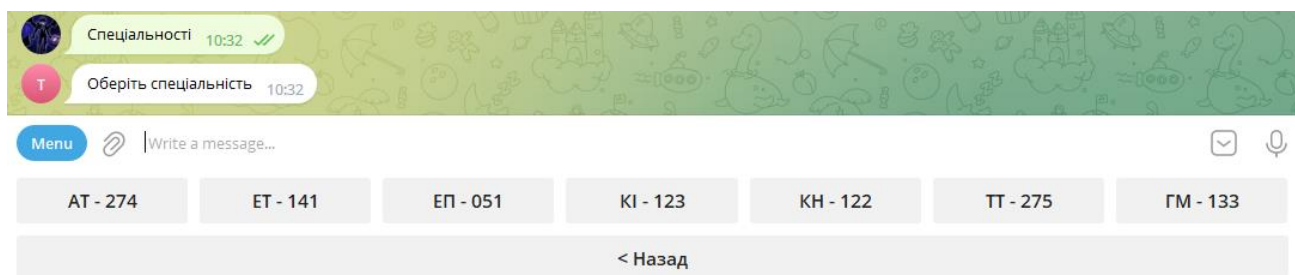 Спеціальності 10:32
Т Оберіть спеціальність 10:32
Menu Write a message...
АТ - 274 ЕТ - 141 ЕП - 051 КІ - 123 КН - 122 ТТ - 275 ГМ - 133
< Назад